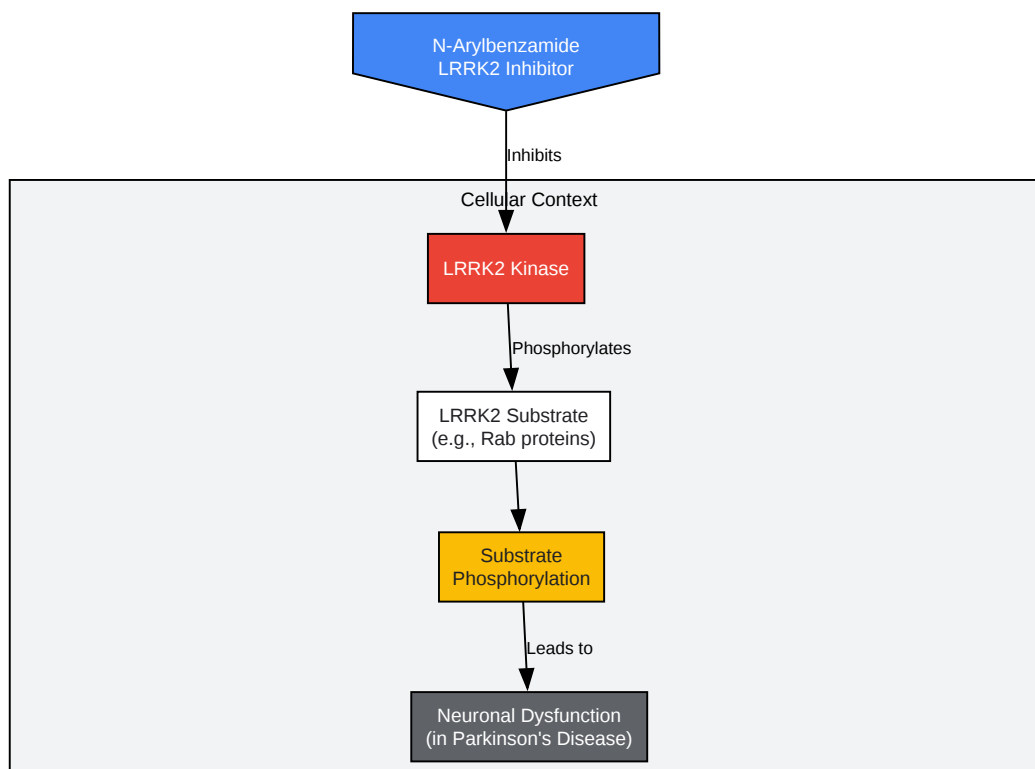 N-Arylbenzamide
LRRK2 Inhibitor
Inhibits
Cellular Context
LRRK2 Kinase
Phosphorylates
LRRK2 Substrate
(e.g., Rab proteins)
Substrate
Phosphorylation
Leads to
Neuronal Dysfunction
(in Parkinson's Disease)